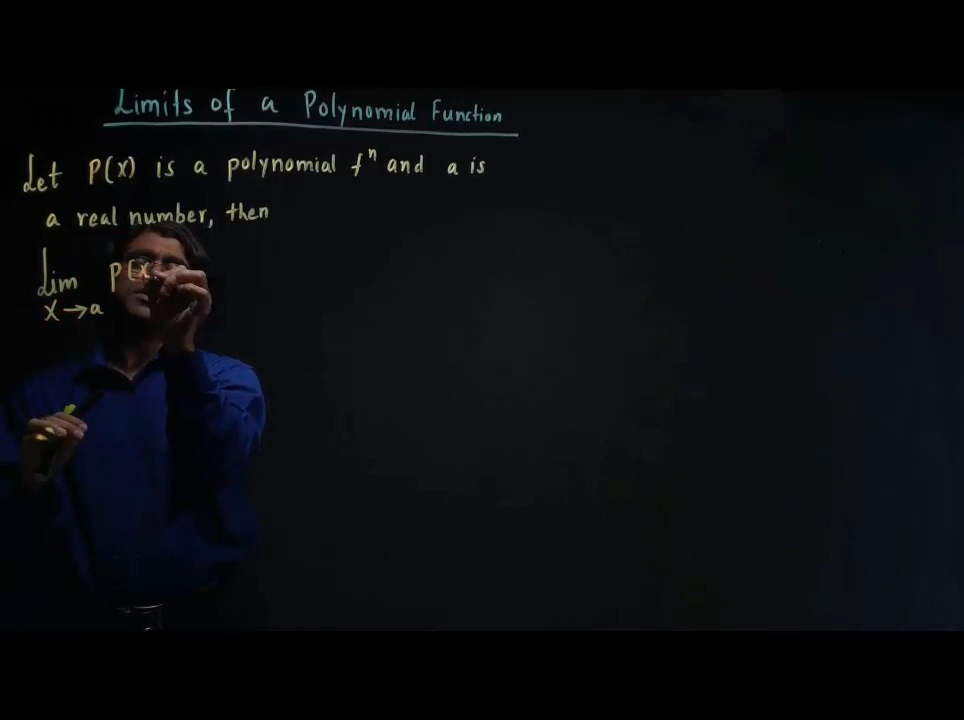 Limits of a Polynomial Function
Let P(x) is a polynomial fⁿ and a is
a real number, then
Lim P(x
x→a